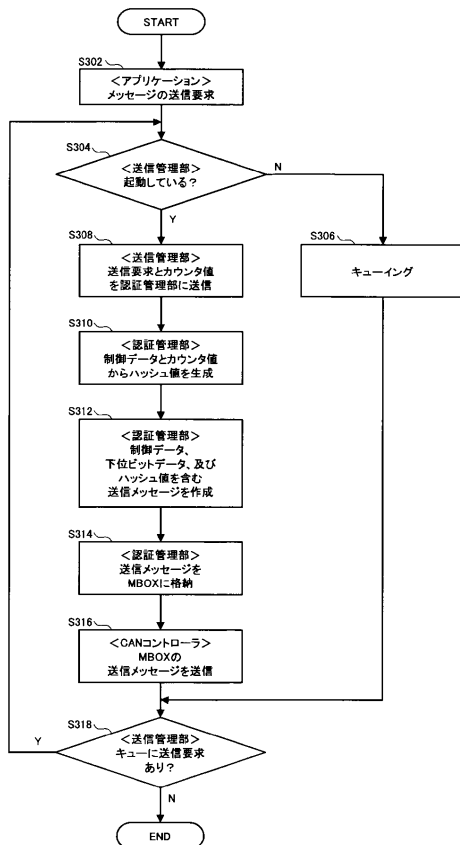 START
S302
<アプリケーション>
メッセージの送信要求
S304
<送信管理部>
起動している?
N
Y
S306
キューイング
S308
<送信管理部>
送信要求とカウンタ値
を認証管理部に送信
S310
<認証管理部>
制御データとカウンタ値
からハッシュ値を生成
S312
<認証管理部>
制御データ、
下位ビットデータ、及び
ハッシュ値を含む
送信メッセージを作成
S314
<認証管理部>
送信メッセージを
MBOXに格納
S316
<CANコントローラ>
MBOXの
送信メッセージを送信
S318
Y
<送信管理部>
キューに送信要求
あり?
N
END